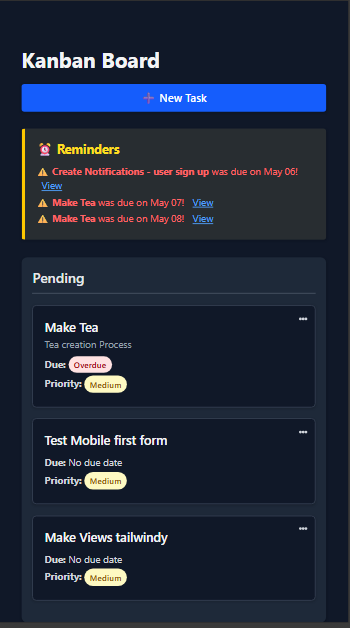 Kanban Board
➕ New Task
⏰ Reminders
⚠️ Create Notifications - user sign up was due on May 06!
View
⚠️ Make Tea was due on May 07! View
⚠️ Make Tea was due on May 08! View
Pending
Make Tea
Tea creation Process
Due: Overdue
Priority: Medium
Test Mobile first form
Due: No due date
Priority: Medium
Make Views tailwindy
Due: No due date
Priority: Medium